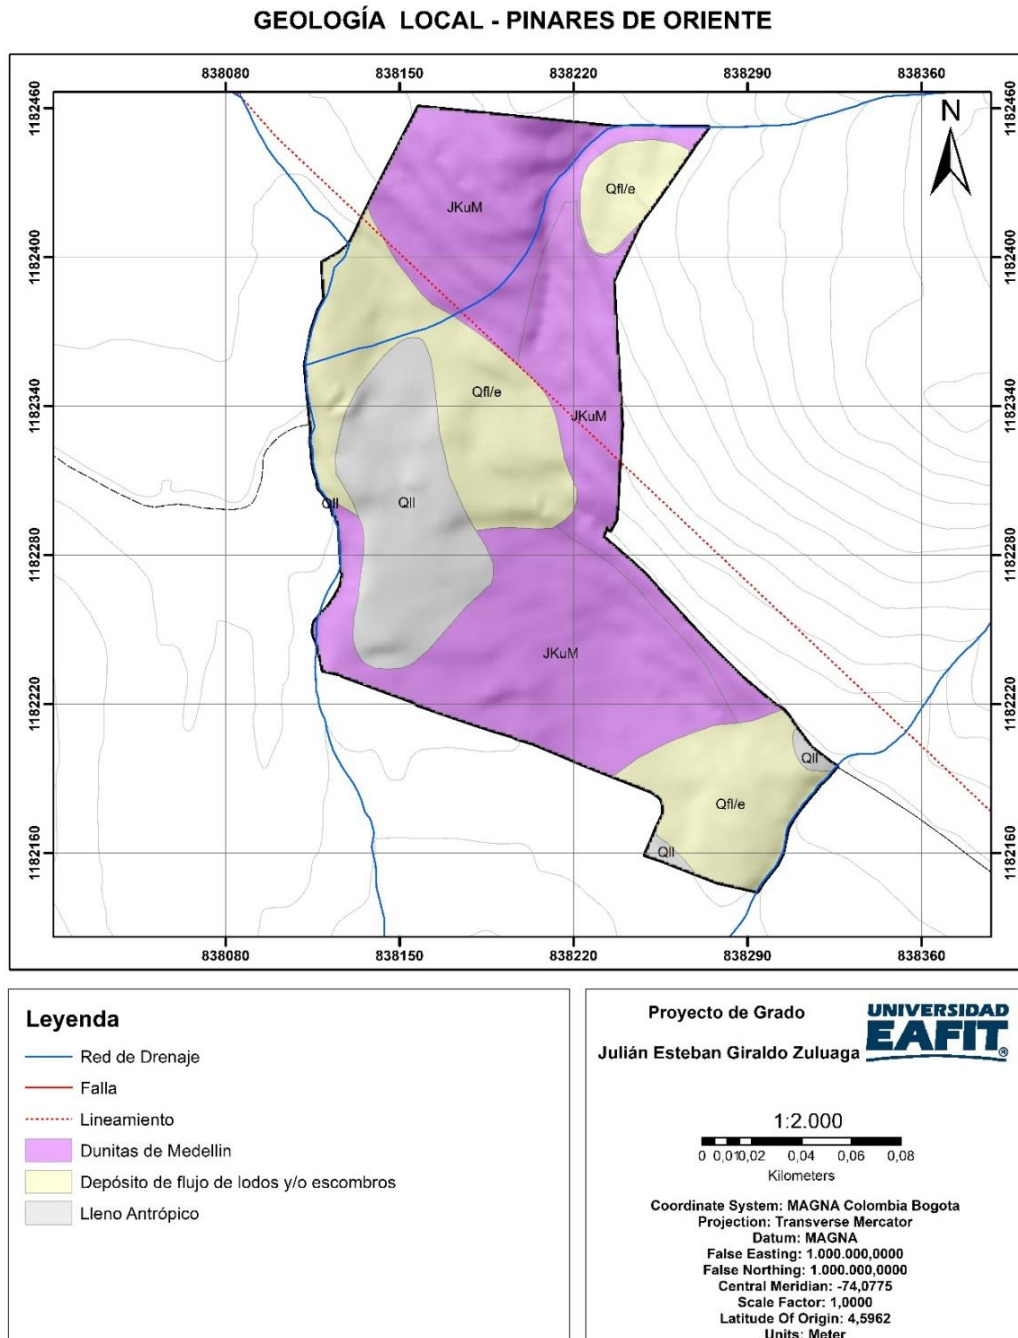 GEOLOGÍA LOCAL - PINARES DE ORIENTE
838080 838150 838220 838290 838360
1182460 1182460
N
Qfl/e
JKuM
1182400 1182400
Qfl/e
1182340 1182340
JKuM
Qll Qll
1182280 1182280
JKuM
1182220 1182220
Qll
Qfl/e
Qll
1182160 1182160
838080 838150 838220 838290 838360
Leyenda
Red de Drenaje
Falla
Lineamiento
Dunitas de Medellin
Depósito de flujo de lodos y/o escombros
Lleno Antrópico
Proyecto de Grado
Julián Esteban Giraldo Zuluaga
UNIVERSIDAD
EAFIT®
1:2.000
0 0,01 0,02 0,04 0,06 0,08
Kilometers
Coordinate System: MAGNA Colombia Bogota
Projection: Transverse Mercator
Datum: MAGNA
False Easting: 1.000.000,0000
False Northing: 1.000.000,0000
Central Meridian: -74,0775
Scale Factor: 1,0000
Latitude Of Origin: 4,5962
Units: Meter